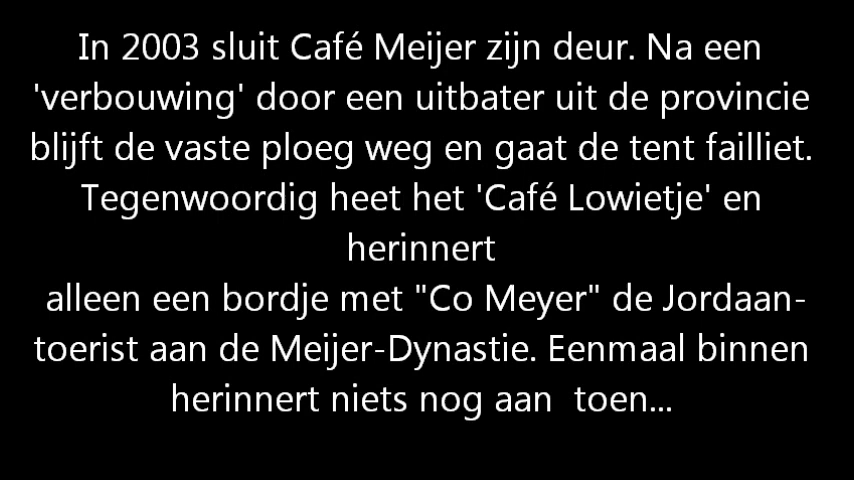 In 2003 sluit Café Meijer zijn deur. Na een
'verbouwing' door een uitbater uit de provincie
blijft de vaste ploeg weg en gaat de tent failliet.
Tegenwoordig heet het 'Café Lowietje' en
herinnert
alleen een bordje met "Co Meyer" de Jordaan-
toerist aan de Meijer-Dynastie. Eenmaal binnen
herinnert niets nog aan  toen...